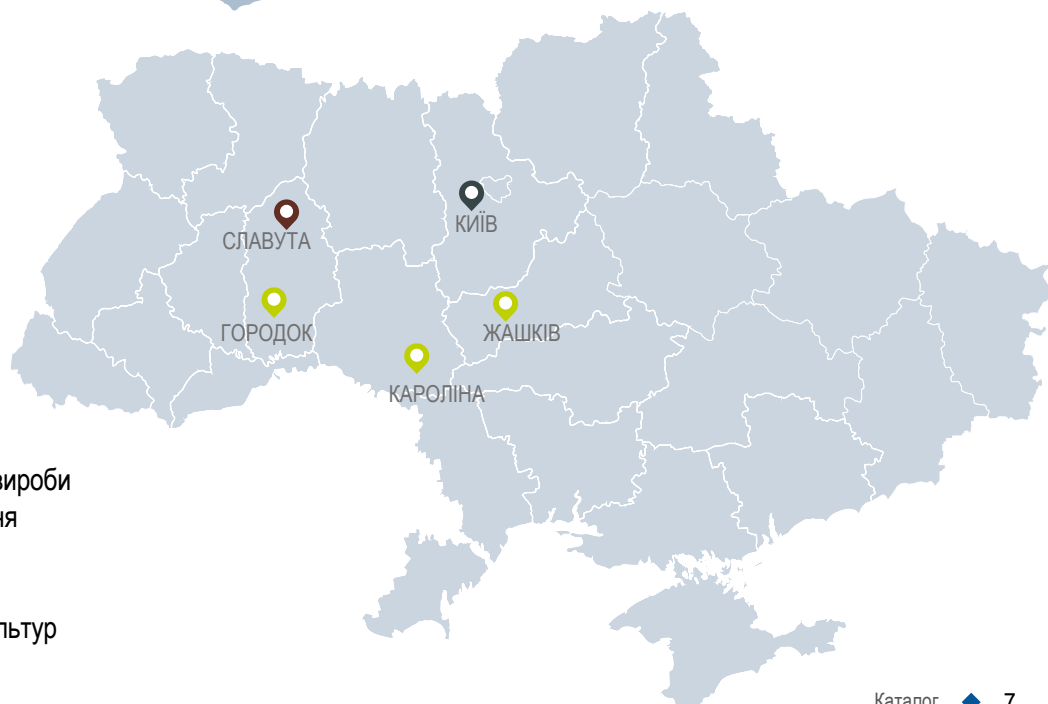 КИЇВ
СЛАВУТА
ГОРОДОК
ЖАШКІВ
КАРОЛІНА
вироби
ня
льтур
Каталог 7